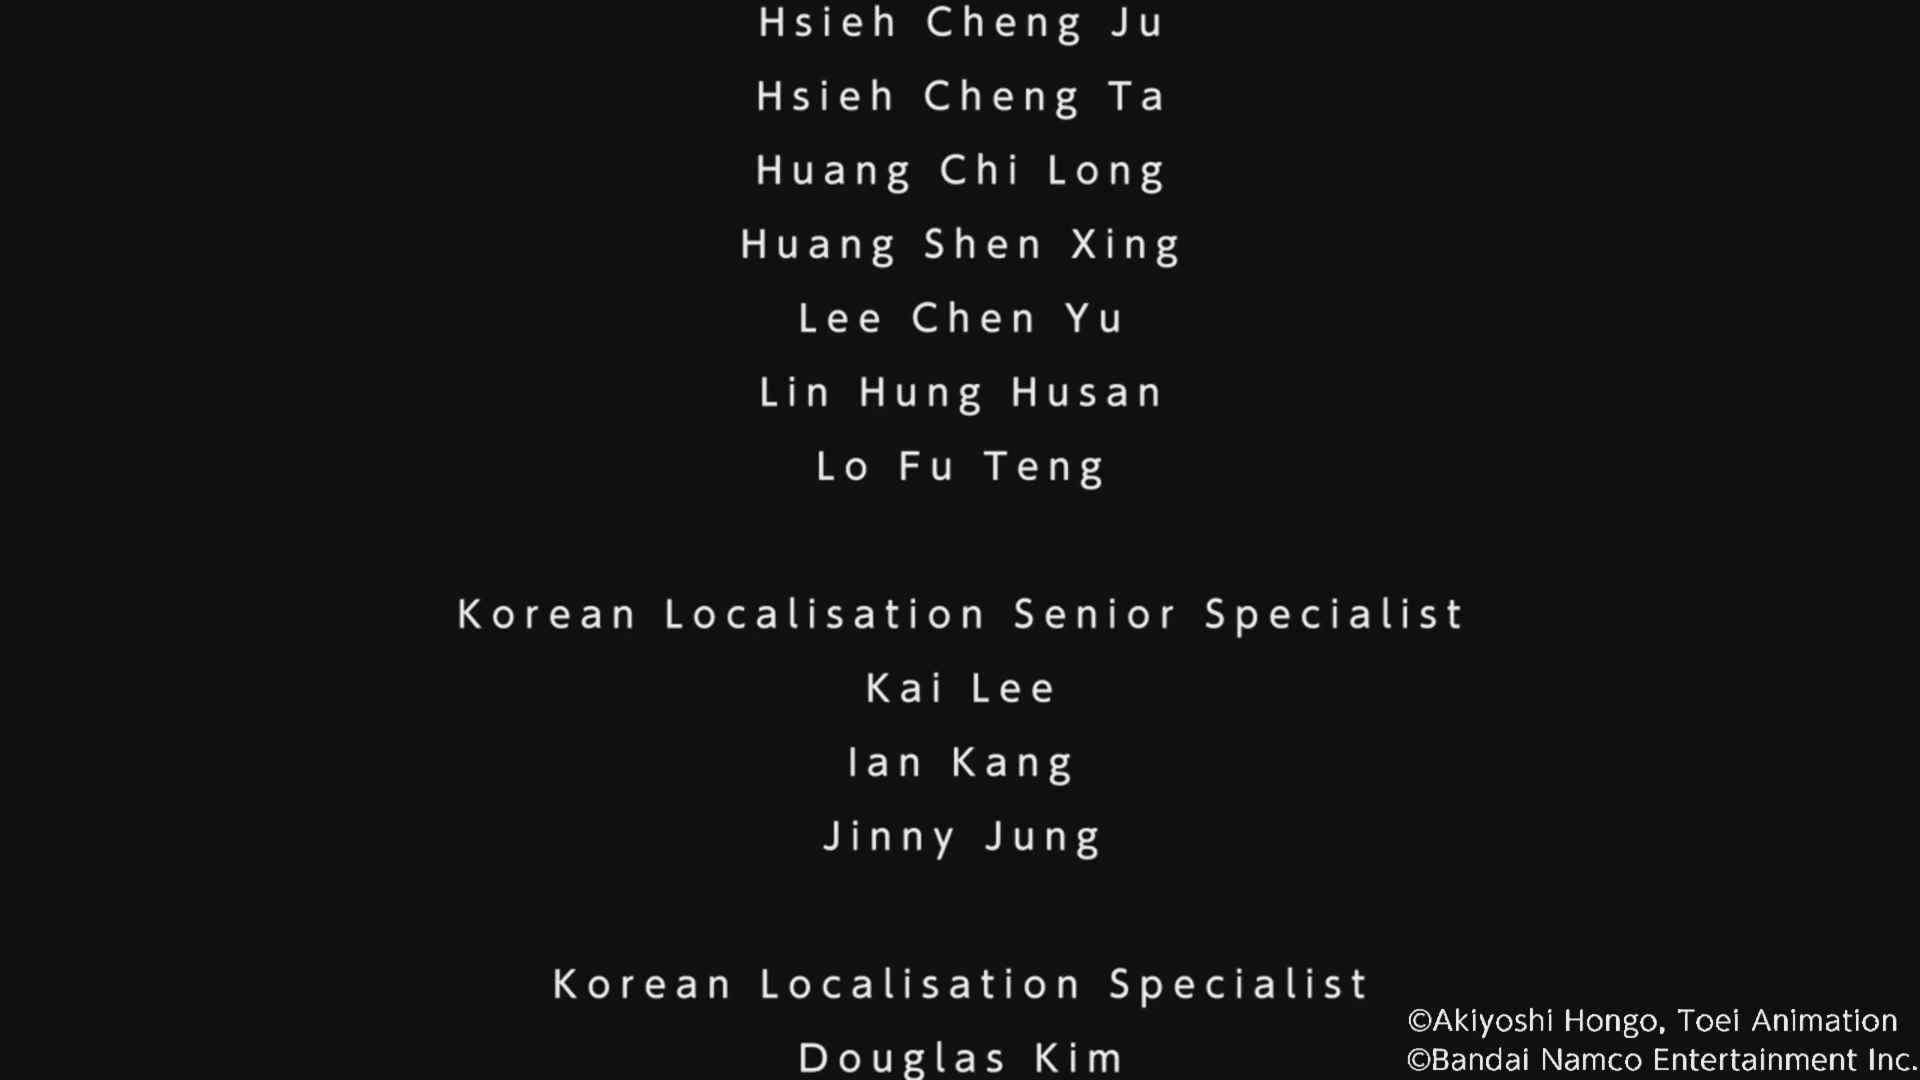 Hsieh Cheng Ju
Hsieh Cheng Ta
Huang Chi Long
Huang Shen Xing
Lee Chen Yu
Lin Hung Husan
Lo Fu Teng
Korean Localisation Senior Specialist
Kai Lee
Ian Kang
Jinny Jung
Korean Localisation Specialist
Douglas Kim
©Akiyoshi Hongo, Toei Animation
©Bandai Namco Entertainment Inc.